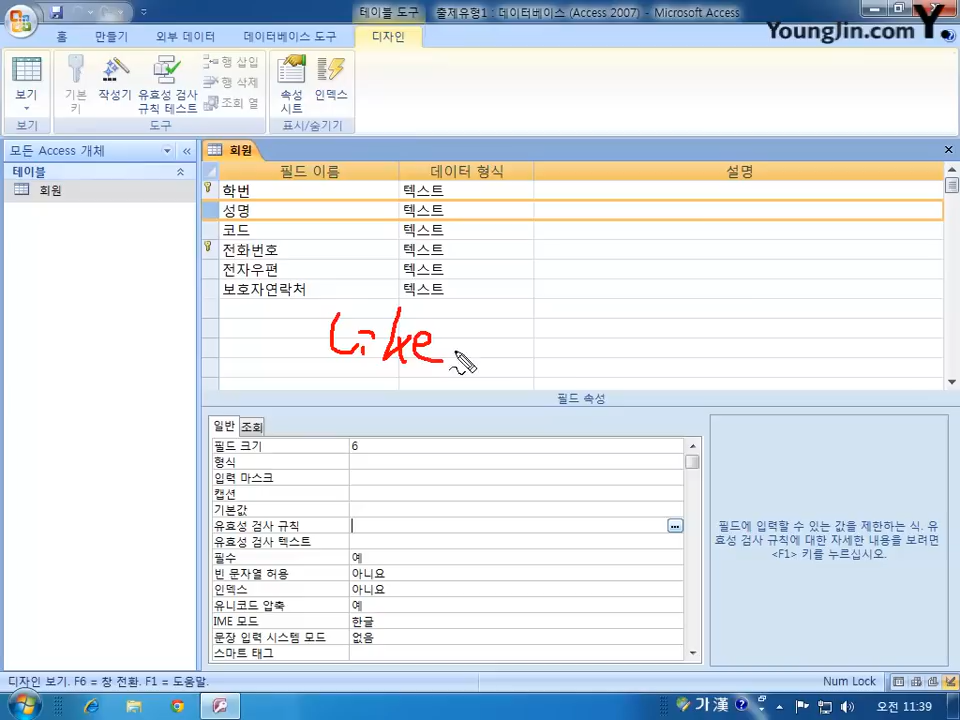 테이블 도구
출제유형1 : 데이터베이스 (Access 2007) - Microsoft Access
YoungJin.com Y.
홈
만들기
외부 데이터
데이터베이스 도구
디자인
보기
기본 키
작성기
유효성 검사 규칙 테스트
행 삽입
행 삭제
조회 열
속성 시트
인덱스
보기
도구
표시/숨기기
모든 Access 개체
테이블
회원
회원
필드 이름 데이터 형식 설명
학번 텍스트
성명 텍스트
코드 텍스트
전화번호 텍스트
전자우편 텍스트
보호자연락처 텍스트
Like
필드 속성
일반 조회
필드 크기 6
형식
입력 마스크
캡션
기본값
유효성 검사 규칙
유효성 검사 텍스트
필수 예
빈 문자열 허용 아니요
인덱스 아니요
유니코드 압축 예
IME 모드 한글
문장 입력 시스템 모드 없음
스마트 태그
필드에 입력할 수 있는 값을 제한하는 식. 유
효성 검사 규칙에 대한 자세한 내용을 보려면
<F1> 키를 누르십시오.
디자인 보기. F6 = 창 전환. F1 = 도움말.
Num Lock
가 漢
오전 11:39